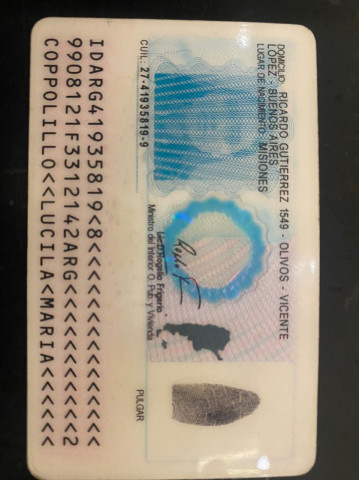 DOMICILIO: RICARDO GUTIERREZ 1549 - OLIVOS - VICENTE
LOPEZ - BUENOS AIRES
LUGAR DE NACIMIENTO: MISIONES
CUIL: 27-41935819-9
Lic. D. Rogelio Frigerio
Ministro del Interior O. Pub. y Vivienda
PULGAR
IDARG41935819<8<<<<<<<<<<<<<<<
9908121F3312142ARG<<<<<<<<<<<2
COPPOLILLO<<LUCILA<MARIA<<<<<<